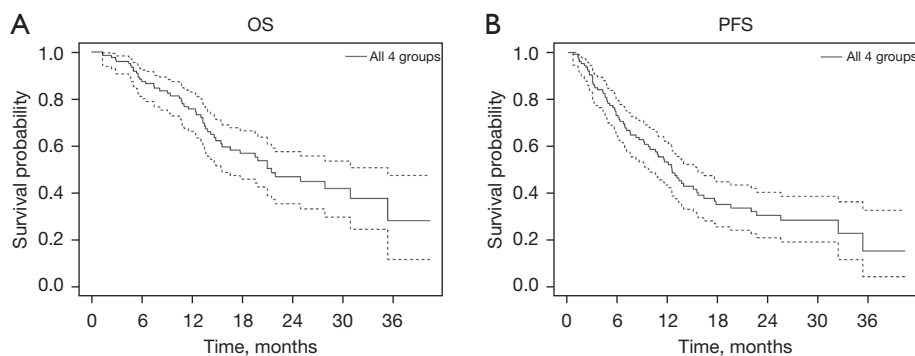 A
OS
All 4 groups
Survival probability
1.0
0.8
0.6
0.4
0.2
0.0
0 6 12 18 24 30 36
Time, months
B
PFS
All 4 groups
Survival probability
1.0
0.8
0.6
0.4
0.2
0.0
0 6 12 18 24 30 36
Time, months